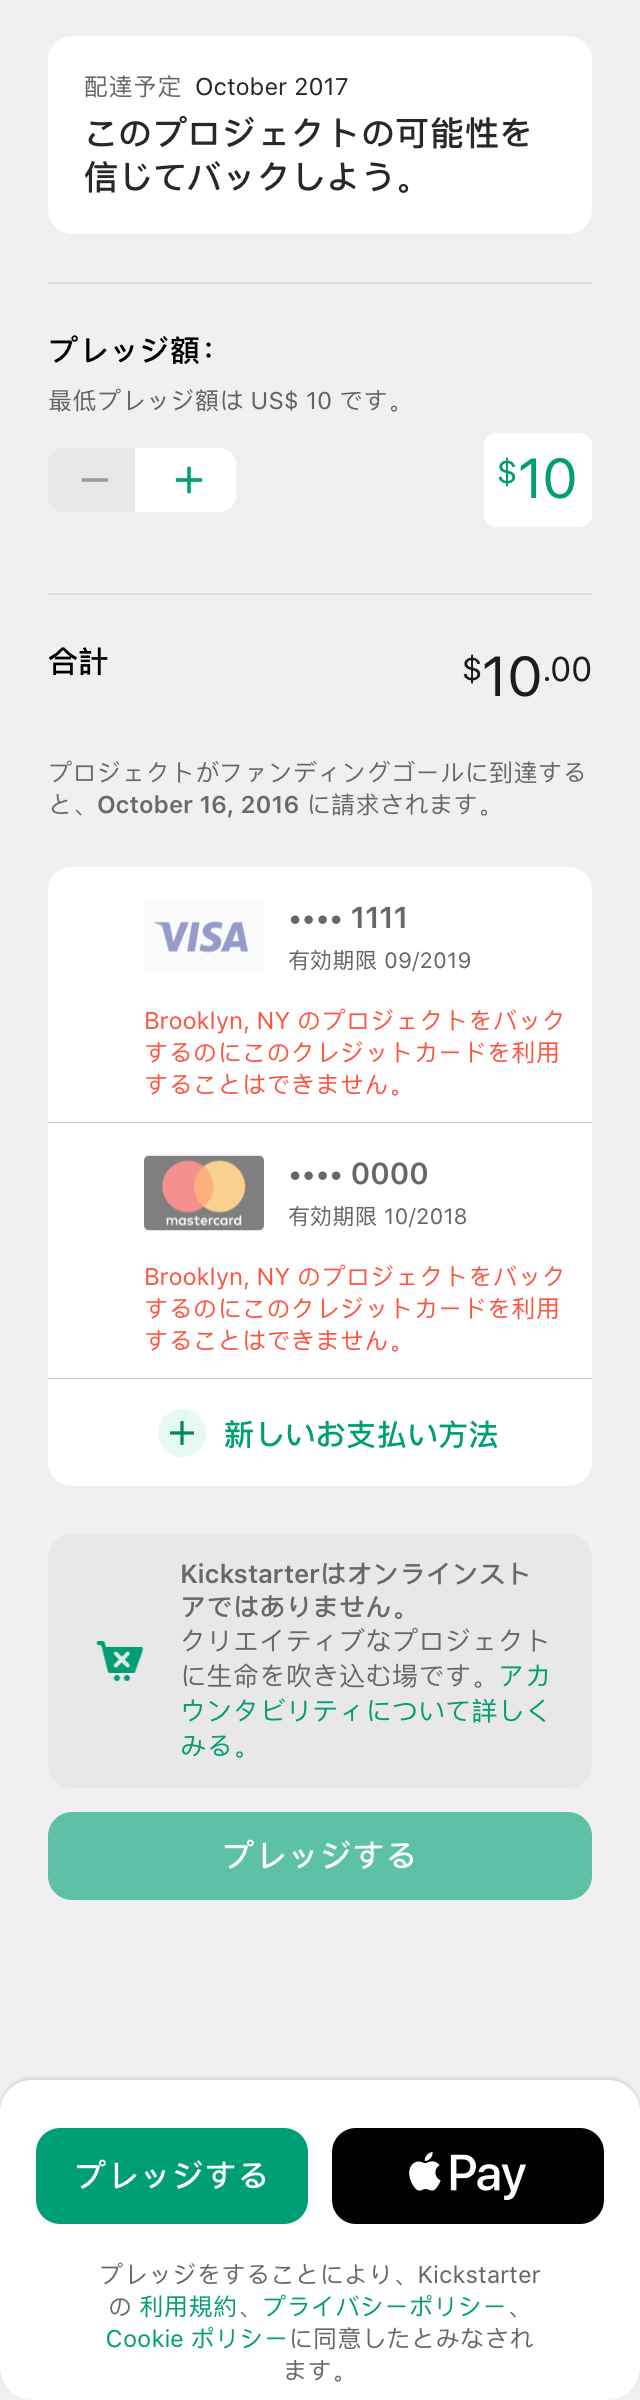 配達予定 October 2017
このプロジェクトの可能性を
信じてバックしよう。
プレッジ額:
最低プレッジ額は US$ 10 です。
− +
$10
合計
$10.00
プロジェクトがファンディングゴールに到達する
と、October 16, 2016 に請求されます。
VISA
•••• 1111
有効期限 09/2019
Brooklyn, NY のプロジェクトをバック
するのにこのクレジットカードを利用
することはできません。
mastercard
•••• 0000
有効期限 10/2018
Brooklyn, NY のプロジェクトをバック
するのにこのクレジットカードを利用
することはできません。
+ 新しいお支払い方法
Kickstarterはオンラインスト
アではありません。
クリエイティブなプロジェクト
に生命を吹き込む場です。アカ
ウンタビリティについて詳しく
みる。
プレッジする
プレッジする
Pay
プレッジをすることにより、Kickstarter
の 利用規約、プライバシーポリシー、
Cookie ポリシーに同意したとみなされ
ます。